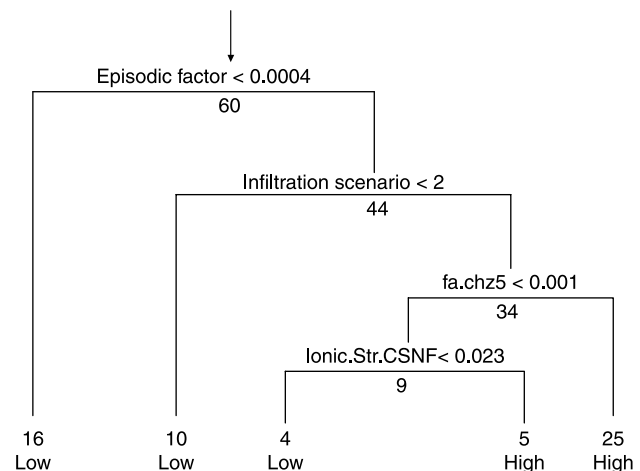 Episodic factor < 0.0004
60
Infiltration scenario < 2
44
fa.chz5 < 0.001
34
Ionic.Str.CSNF< 0.023
9
16 10 4 5 25
Low Low Low High High